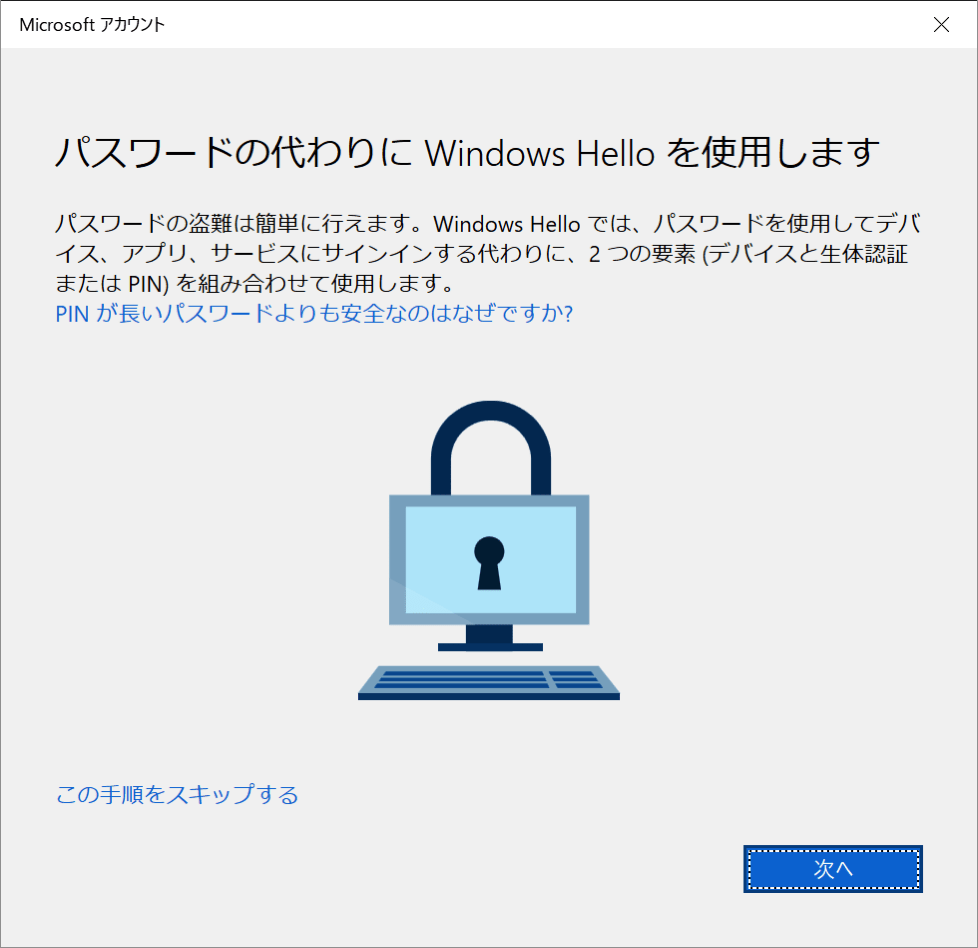 Microsoft アカウント
パスワードの代わりに Windows Hello を使用します
パスワードの盗難は簡単に行えます。Windows Hello では、パスワードを使用してデバ
イス、アプリ、サービスにサインインする代わりに、2 つの要素 (デバイスと生体認証
または PIN) を組み合わせて使用します。
PIN が長いパスワードよりも安全なのはなぜですか?
この手順をスキップする
次へ